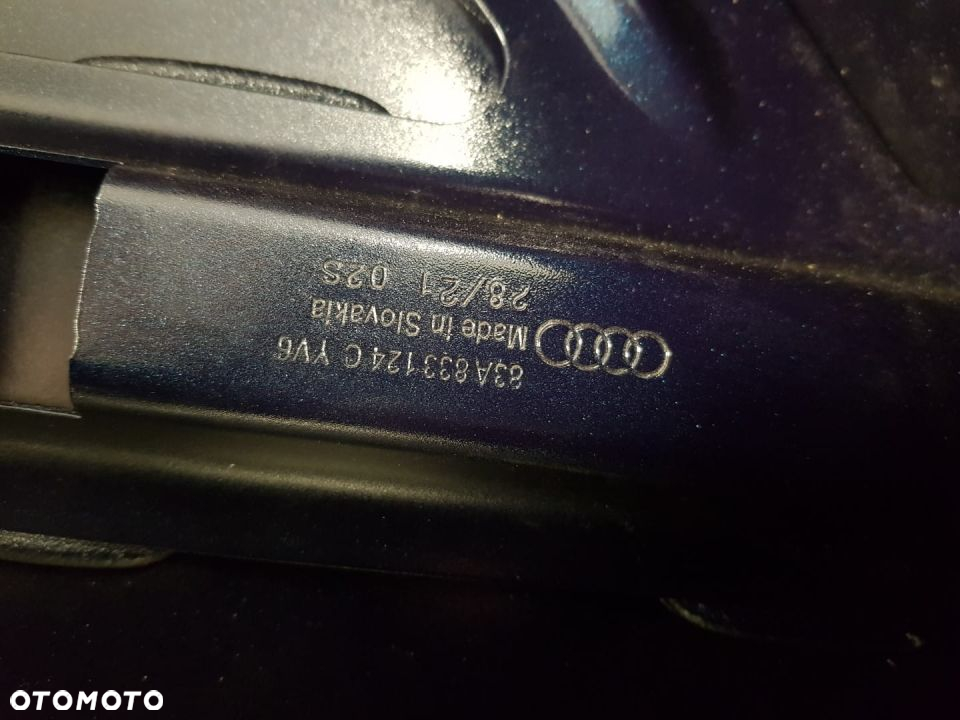 83A 833 124 C YV6
Made in Slovakia
28/21 02S
OTOMOTO